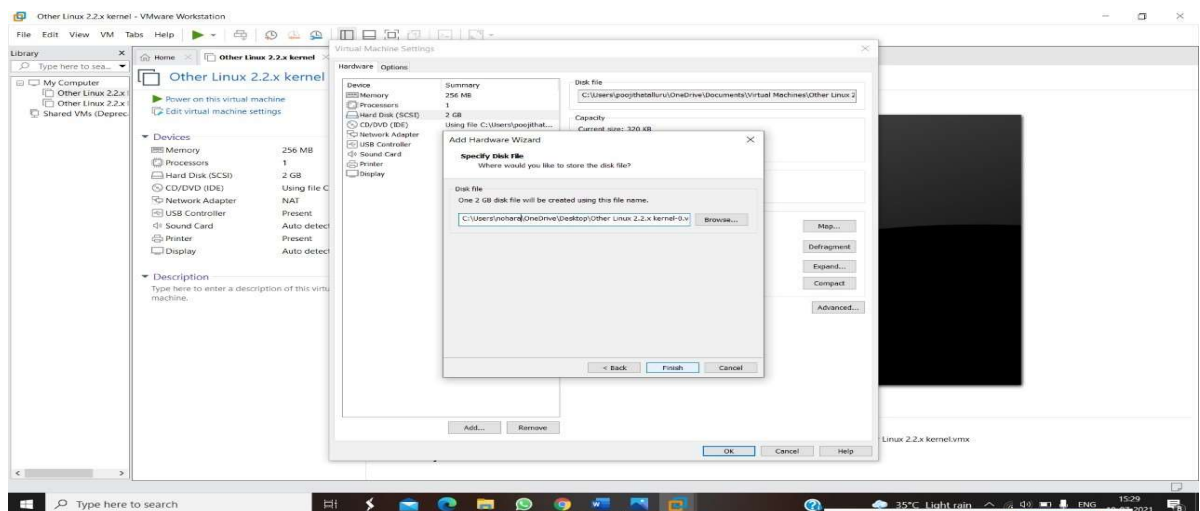 Other Linux 2.2.x kernel - VMware Workstation
File Edit View VM Tabs Help
Library
Type here to sea...
My Computer
Other Linux 2.2.x
Other Linux 2.2.x
Shared VMs (Deprec
Home
Other Linux 2.2.x kernel
Other Linux 2.2.x kernel
Power on this virtual machine
Edit virtual machine settings
Devices
Memory 256 MB
Processors 1
Hard Disk (SCSI) 2 GB
CD/DVD (IDE) Using file C
Network Adapter NAT
USB Controller Present
Sound Card Auto detect
Printer Present
Display Auto detect
Description
Type here to enter a description of this virtu
machine.
Virtual Machine Settings
Hardware Options
Device Summary
Memory 256 MB
Processors 1
Hard Disk (SCSI) 2 GB
CD/DVD (IDE) Using file C:\Users\poojithat...
Network Adapter
USB Controller
Sound Card
Printer
Display
Add... Remove
Disk file
C:\Users\poojithatalluru\OneDrive\Documents\Virtual Machines\Other Linux 2
Capacity
Current size: 320 KB
Map...
Defragment
Expand...
Compact
Advanced...
OK Cancel Help
Add Hardware Wizard
Specify Disk File
Where would you like to store the disk file?
Disk file
One 2 GB disk file will be created using this file name.
C:\Users\nohara\OneDrive\Desktop\Other Linux 2.2.x kernel-0.v
Browse...
< Back Finish Cancel
Linux 2.2.x kernel.vmx
Type here to search
35°C Light rain
ENG
15:29